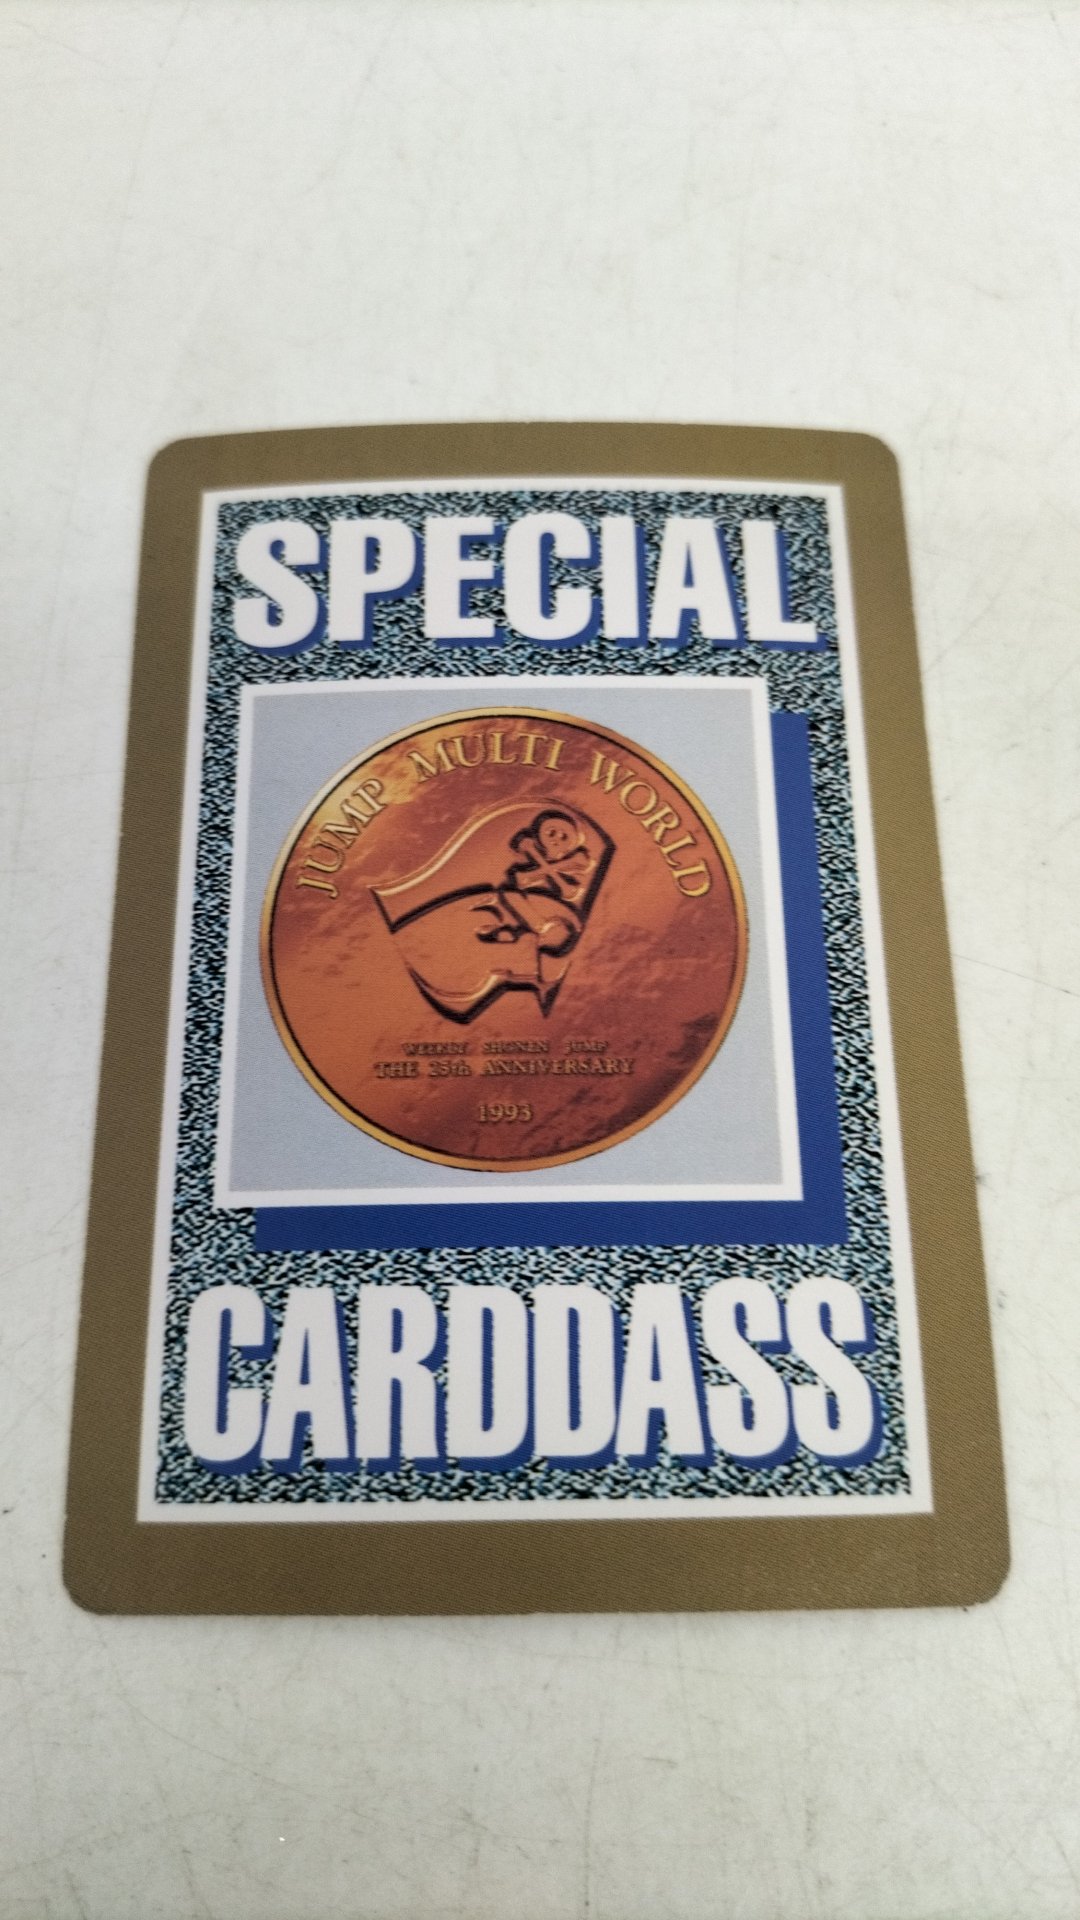 SPECIAL
JUMP MULTI WORLD
WEEKLY SHONEN JUMP
THE 25th ANNIVERSARY
1993
CARDDASS